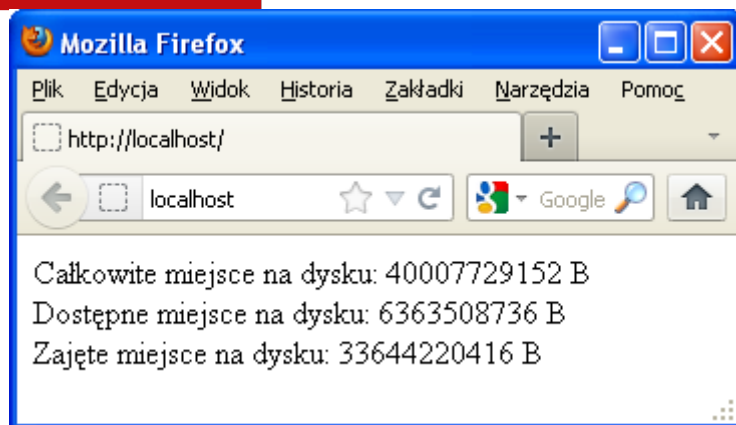 Mozilla Firefox
Plik Edycja Widok Historia Zakładki Narzędzia Pomoc
http://localhost/
localhost Google
Całkowite miejsce na dysku: 40007729152 B
Dostępne miejsce na dysku: 6363508736 B
Zajęte miejsce na dysku: 33644220416 B